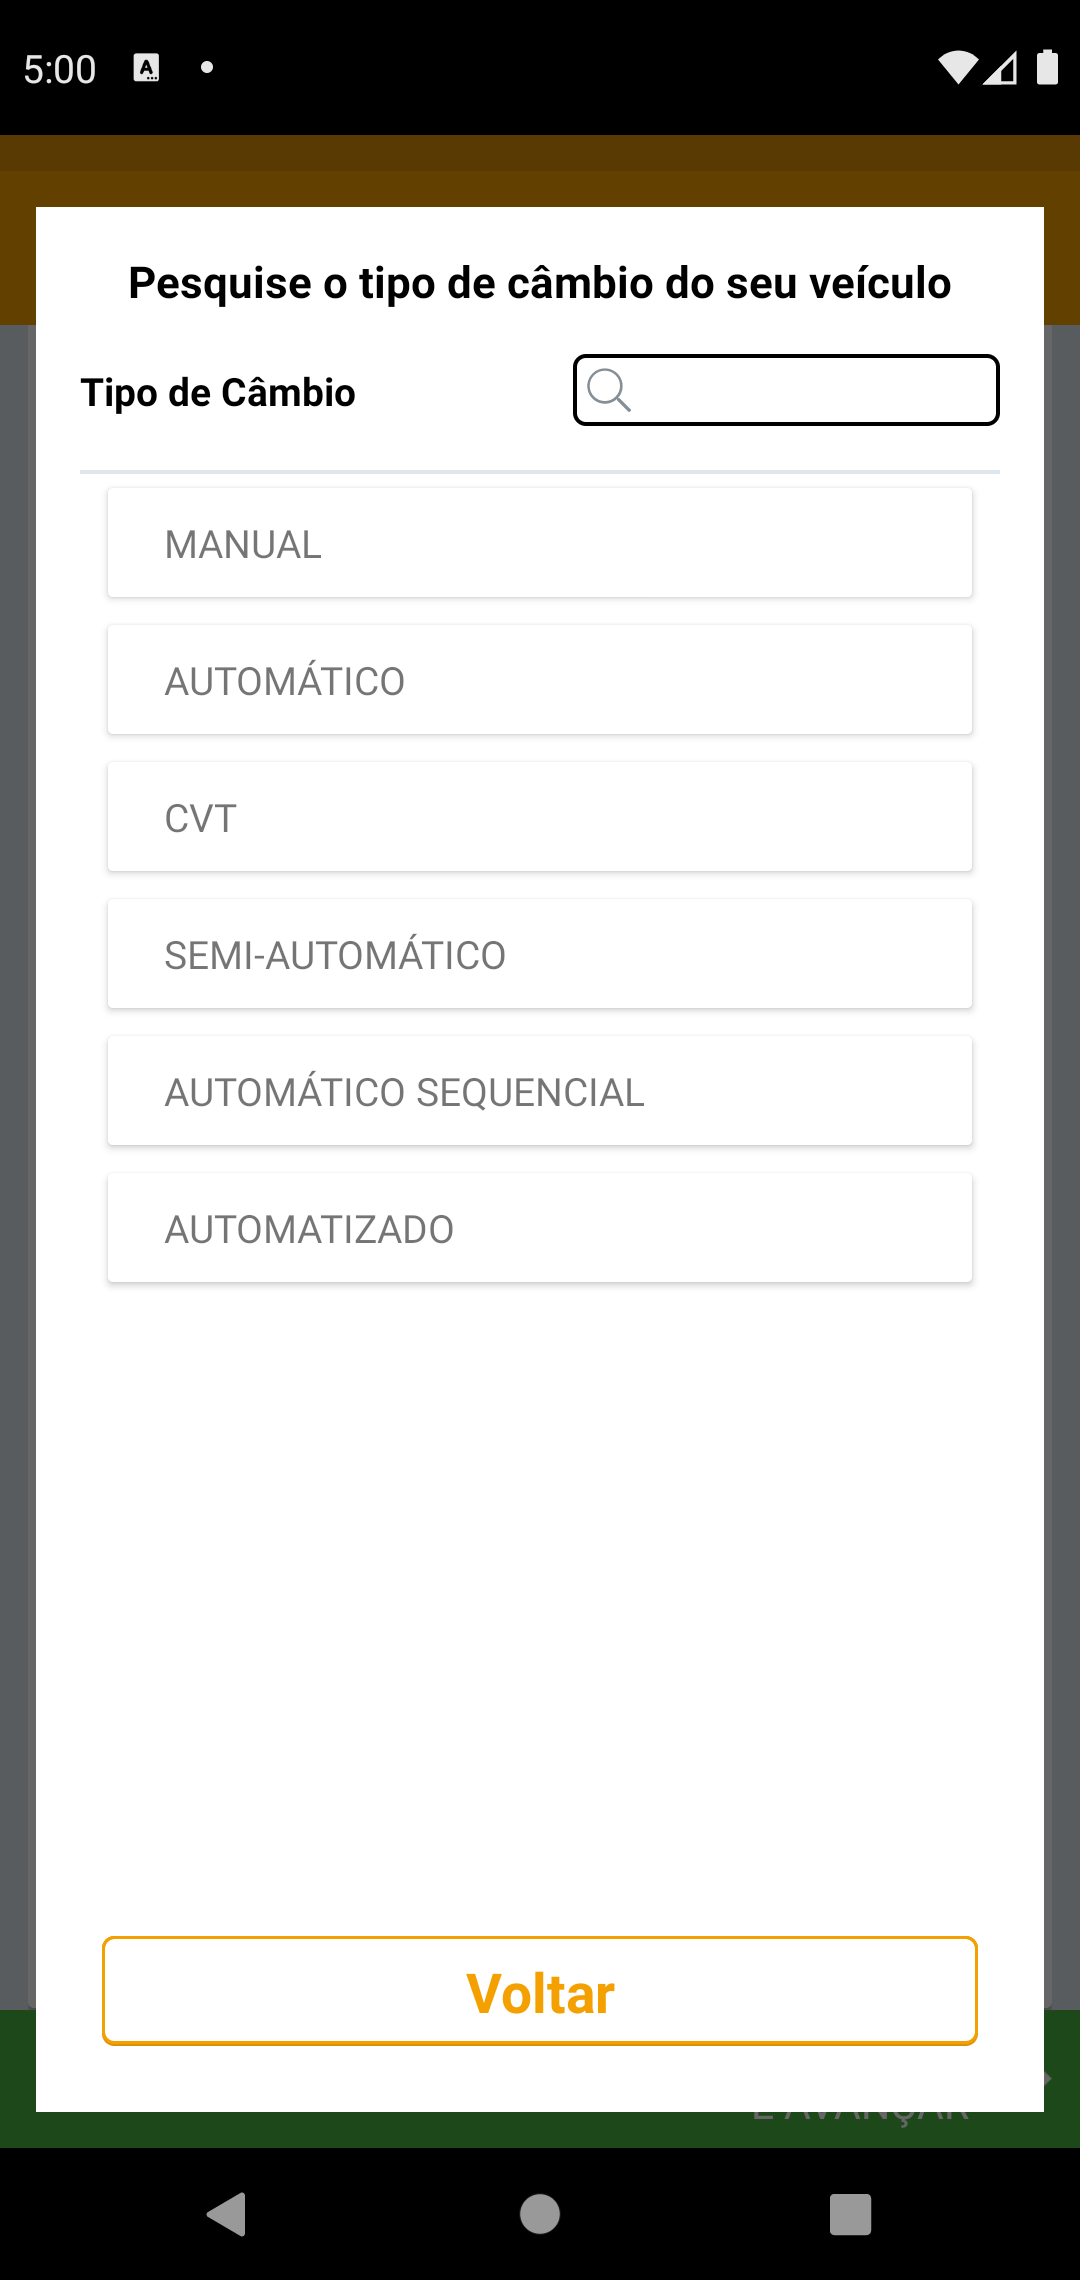 5:00
Pesquise o tipo de câmbio do seu veículo
Tipo de Câmbio
MANUAL
AUTOMÁTICO
CVT
SEMI-AUTOMÁTICO
AUTOMÁTICO SEQUENCIAL
AUTOMATIZADO
Voltar
E AVANÇAR